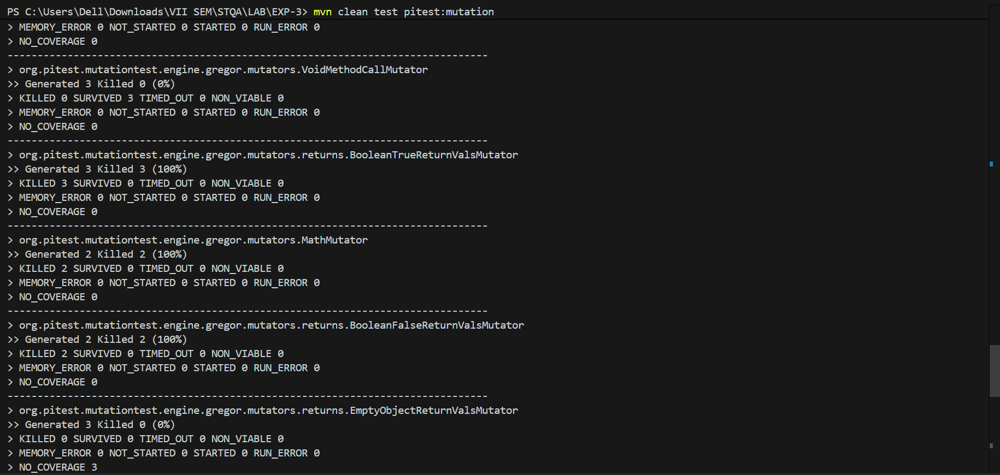 PS C:\Users\Dell\Downloads\VII SEM\STQA\LAB\EXP-3> mvn clean test pitest:mutation
> MEMORY_ERROR 0 NOT_STARTED 0 STARTED 0 RUN_ERROR 0
> NO_COVERAGE 0
--------------------------------------------------------------------------------
> org.pitest.mutationtest.engine.gregor.mutators.VoidMethodCallMutator
>> Generated 3 Killed 0 (0%)
> KILLED 0 SURVIVED 3 TIMED_OUT 0 NON_VIABLE 0
> MEMORY_ERROR 0 NOT_STARTED 0 STARTED 0 RUN_ERROR 0
> NO_COVERAGE 0
--------------------------------------------------------------------------------
> org.pitest.mutationtest.engine.gregor.mutators.returns.BooleanTrueReturnValsMutator
>> Generated 3 Killed 3 (100%)
> KILLED 3 SURVIVED 0 TIMED_OUT 0 NON_VIABLE 0
> MEMORY_ERROR 0 NOT_STARTED 0 STARTED 0 RUN_ERROR 0
> NO_COVERAGE 0
--------------------------------------------------------------------------------
> org.pitest.mutationtest.engine.gregor.mutators.MathMutator
>> Generated 2 Killed 2 (100%)
> KILLED 2 SURVIVED 0 TIMED_OUT 0 NON_VIABLE 0
> MEMORY_ERROR 0 NOT_STARTED 0 STARTED 0 RUN_ERROR 0
> NO_COVERAGE 0
--------------------------------------------------------------------------------
> org.pitest.mutationtest.engine.gregor.mutators.returns.BooleanFalseReturnValsMutator
>> Generated 2 Killed 2 (100%)
> KILLED 2 SURVIVED 0 TIMED_OUT 0 NON_VIABLE 0
> MEMORY_ERROR 0 NOT_STARTED 0 STARTED 0 RUN_ERROR 0
> NO_COVERAGE 0
--------------------------------------------------------------------------------
> org.pitest.mutationtest.engine.gregor.mutators.returns.EmptyObjectReturnValsMutator
>> Generated 3 Killed 0 (0%)
> KILLED 0 SURVIVED 0 TIMED_OUT 0 NON_VIABLE 0
> MEMORY_ERROR 0 NOT_STARTED 0 STARTED 0 RUN_ERROR 0
> NO_COVERAGE 3